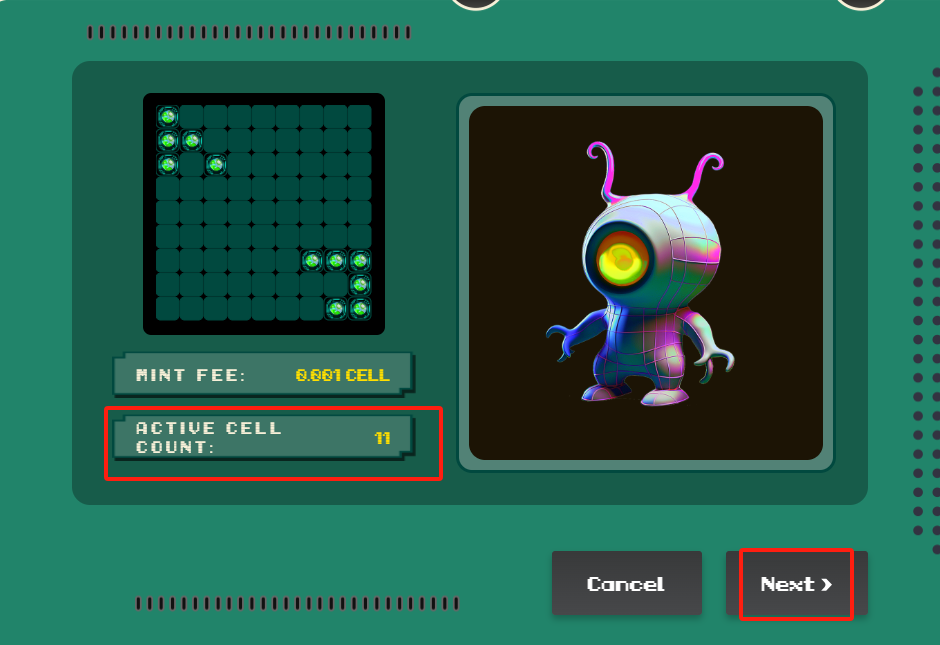 MINT FEE: 0.001 CELL
ACTIVE CELL
COUNT: 11
Cancel
Next ›